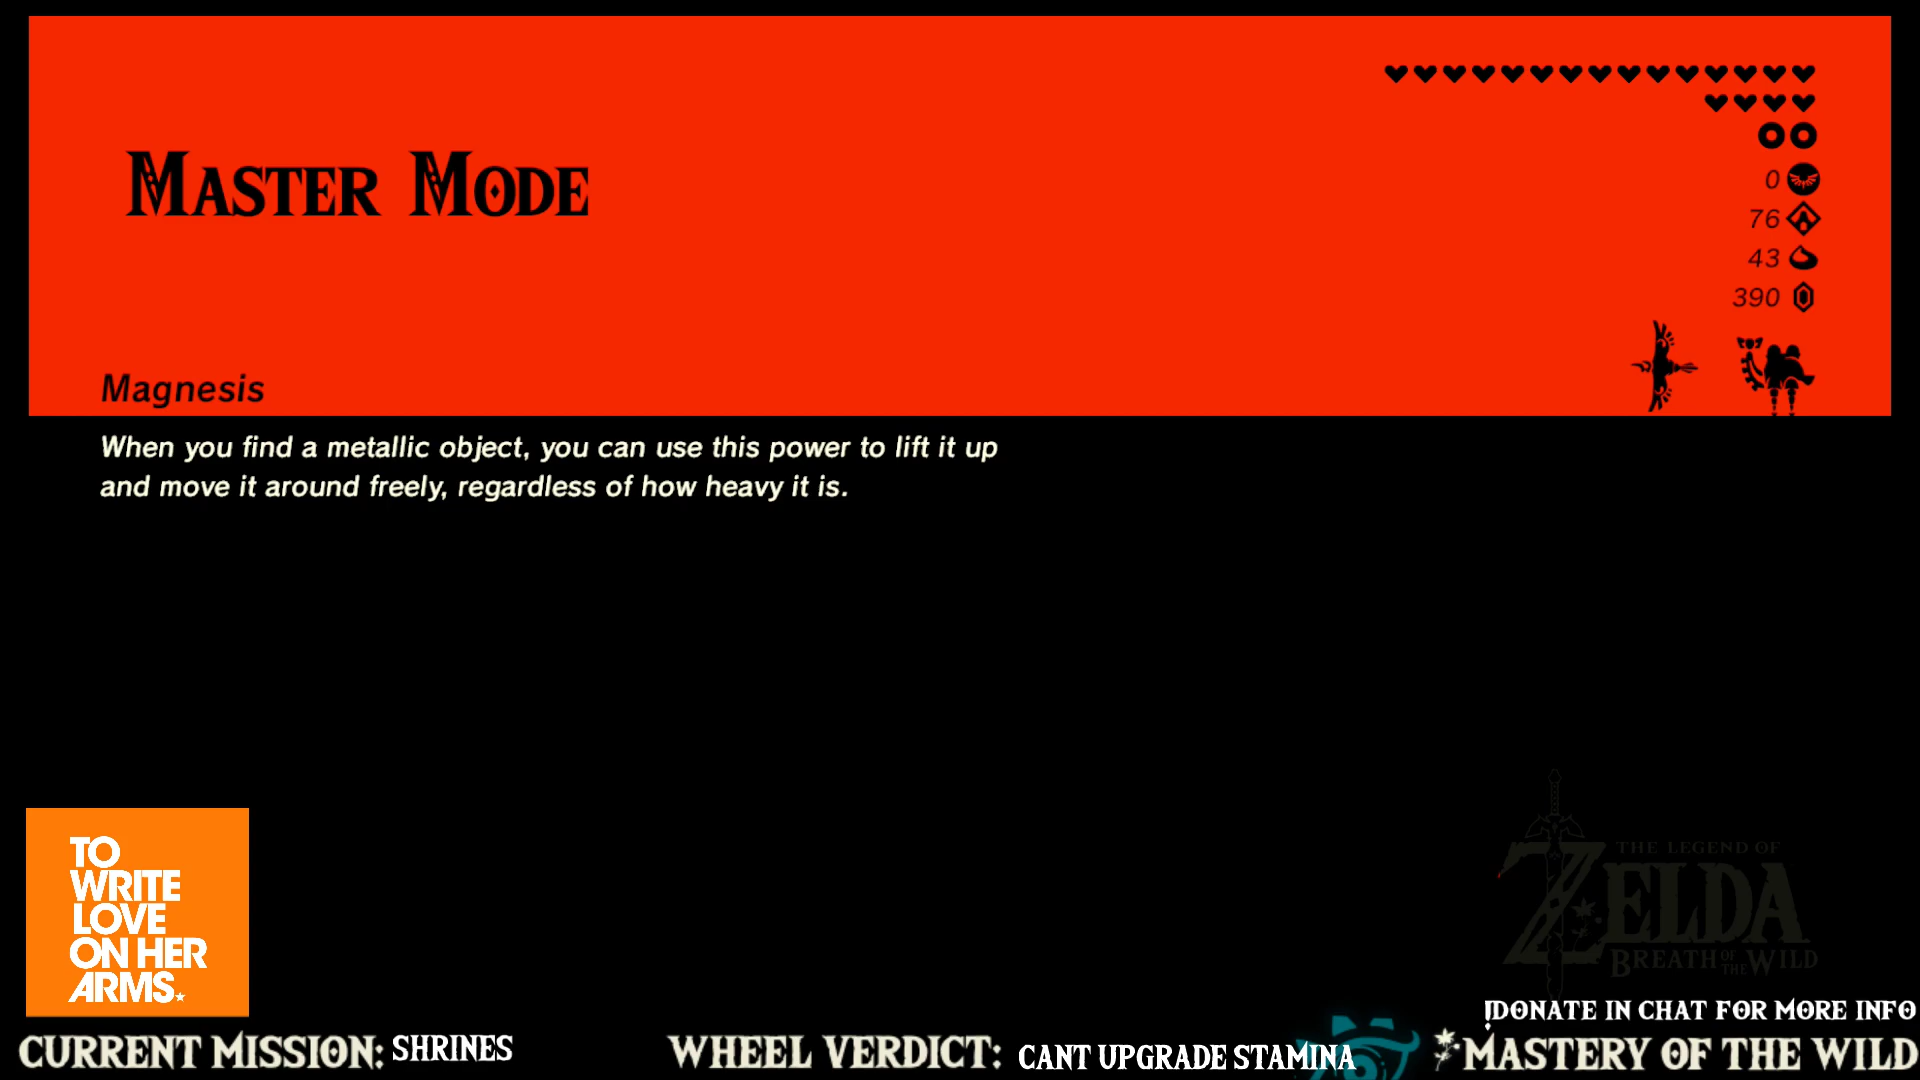 MASTER MODE
0
76
43
390
Magnesis
When you find a metallic object, you can use this power to lift it up
and move it around freely, regardless of how heavy it is.
TO
WRITE
LOVE
ON HER
ARMS.
THE LEGEND OF
ZELDA
BREATH OF THE WILD
!DONATE IN CHAT FOR MORE INFO
CURRENT MISSION: SHRINES
WHEEL VERDICT: CANT UPGRADE STAMINA
MASTERY OF THE WILD